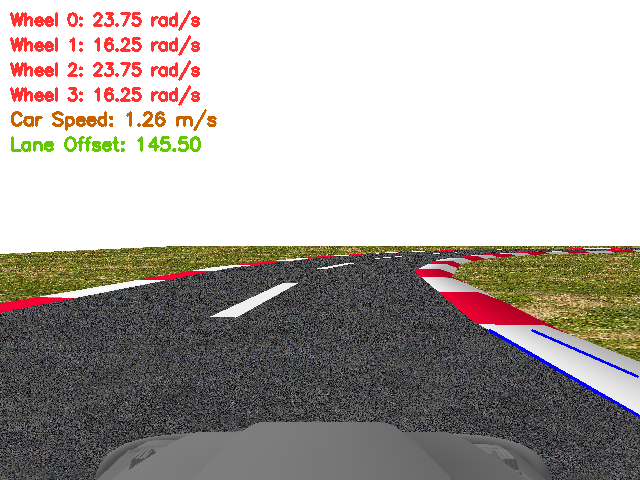 Wheel 0: 23.75 rad/s
Wheel 1: 16.25 rad/s
Wheel 2: 23.75 rad/s
Wheel 3: 16.25 rad/s
Car Speed: 1.26 m/s
Lane Offset: 145.50